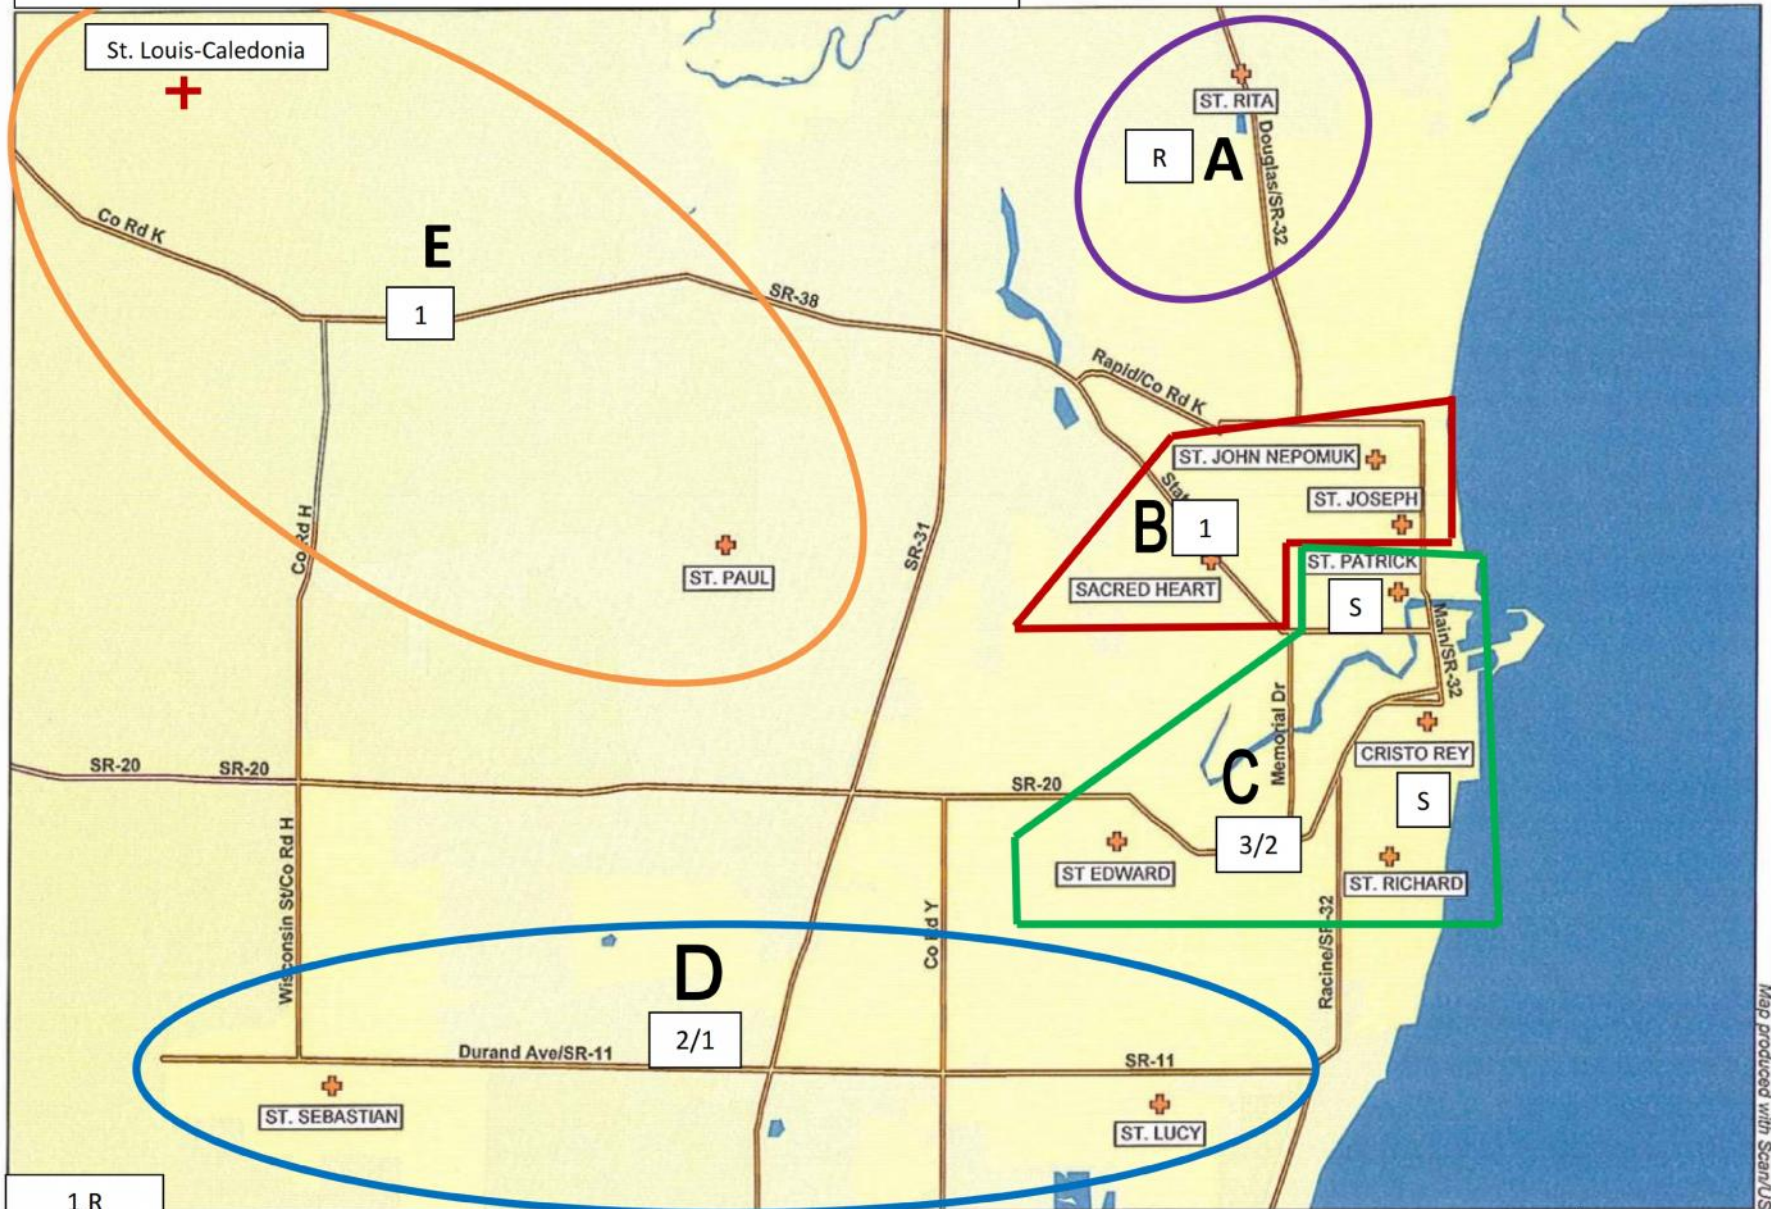 St. Louis-Caledonia
ST. RITA
R
A
Douglas/SR-32
Co Rd K
E
1
SR-38
Rapid/Co Rd K
ST. JOHN NEPOMUK
ST. JOSEPH
B
1
SACRED HEART
ST. PATRICK
S
Co Rd H
ST. PAUL
SR-31
Main/SR-32
Memorial Dr
CRISTO REY
S
SR-20
SR-20
SR-20
C
3/2
ST EDWARD
ST. RICHARD
Wisconsin St/Co Rd H
Co Rd Y
Racine/SR-32
D
2/1
Durand Ave/SR-11
SR-11
ST. SEBASTIAN
ST. LUCY
1 R
Map produced with Scan/US